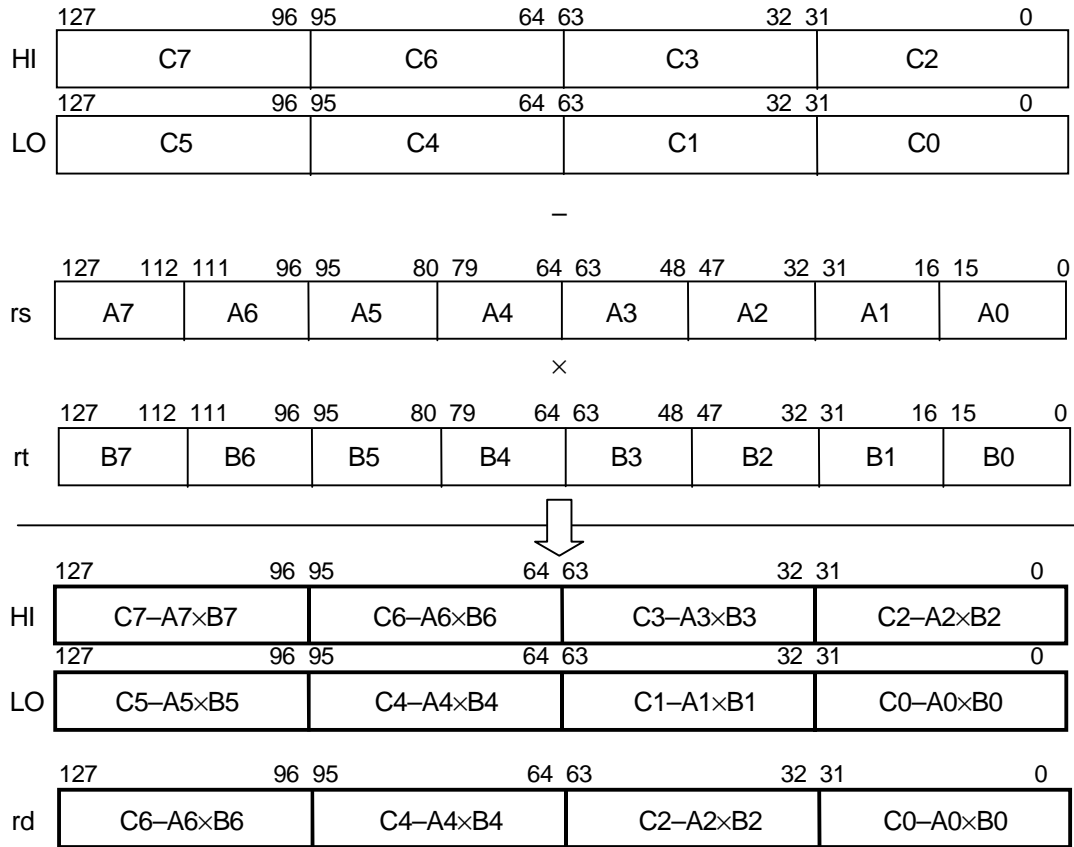 127 96 95 64 63 32 31 0
HI C7 C6 C3 C2
127 96 95 64 63 32 31 0
LO C5 C4 C1 C0
–
127 112 111 96 95 80 79 64 63 48 47 32 31 16 15 0
rs A7 A6 A5 A4 A3 A2 A1 A0
×
127 112 111 96 95 80 79 64 63 48 47 32 31 16 15 0
rt B7 B6 B5 B4 B3 B2 B1 B0
127 96 95 64 63 32 31 0
HI C7–A7×B7 C6–A6×B6 C3–A3×B3 C2–A2×B2
127 96 95 64 63 32 31 0
LO C5–A5×B5 C4–A4×B4 C1–A1×B1 C0–A0×B0
127 96 95 64 63 32 31 0
rd C6–A6×B6 C4–A4×B4 C2–A2×B2 C0–A0×B0